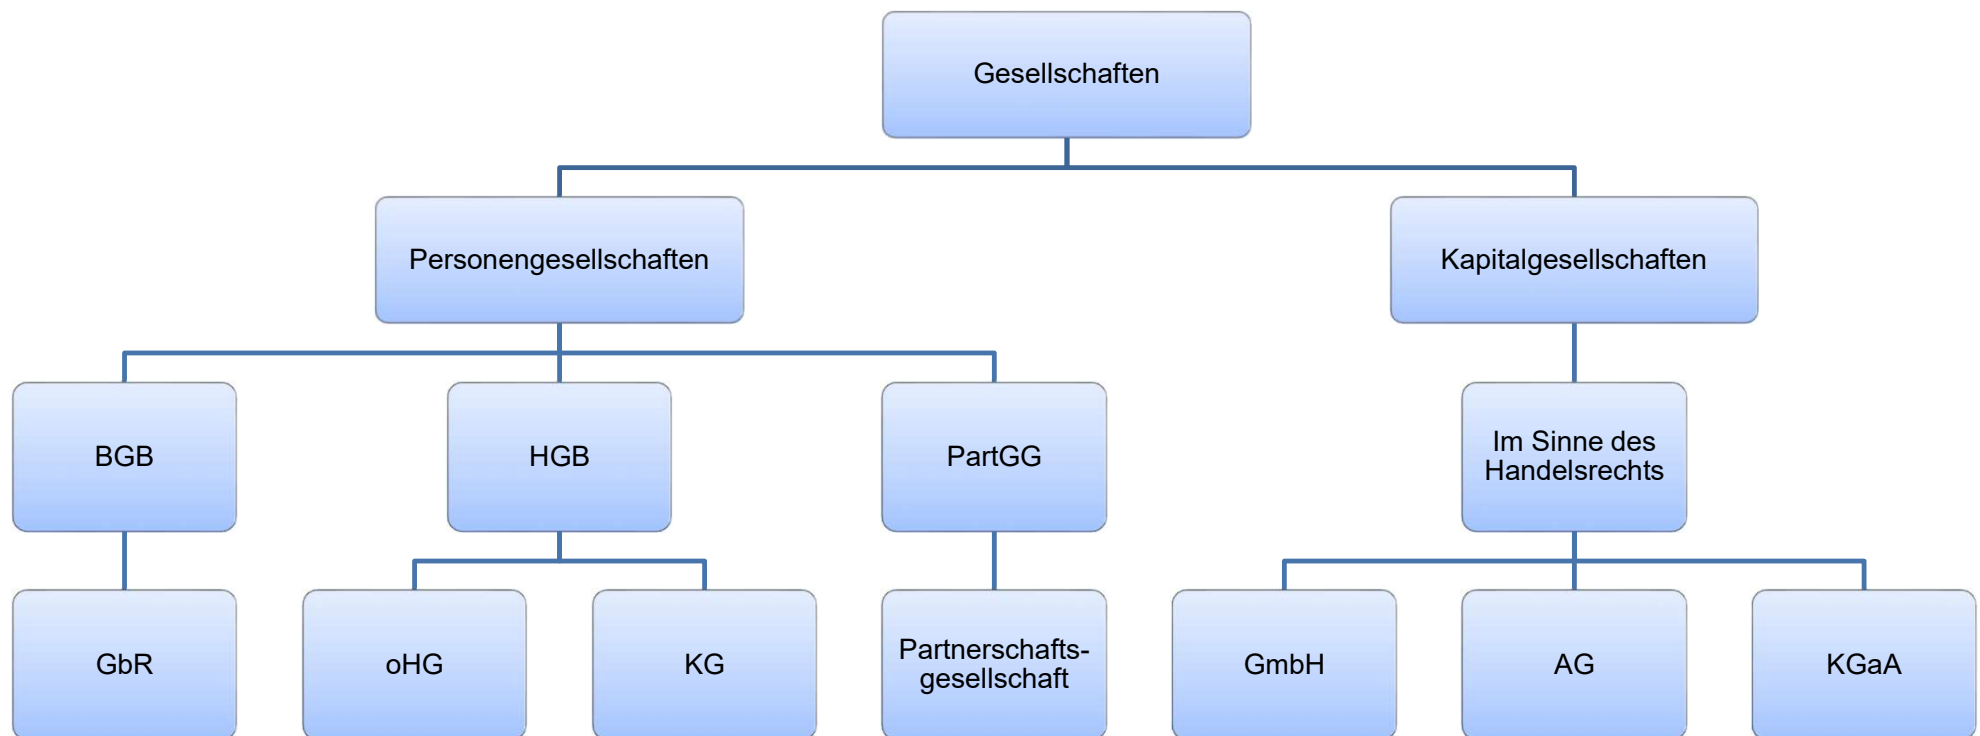 Gesellschaften
Personengesellschaften
Kapitalgesellschaften
BGB
HGB
PartGG
Im Sinne des
Handelsrechts
GbR
oHG
KG
Partnerschafts-
gesellschaft
GmbH
AG
KGaA